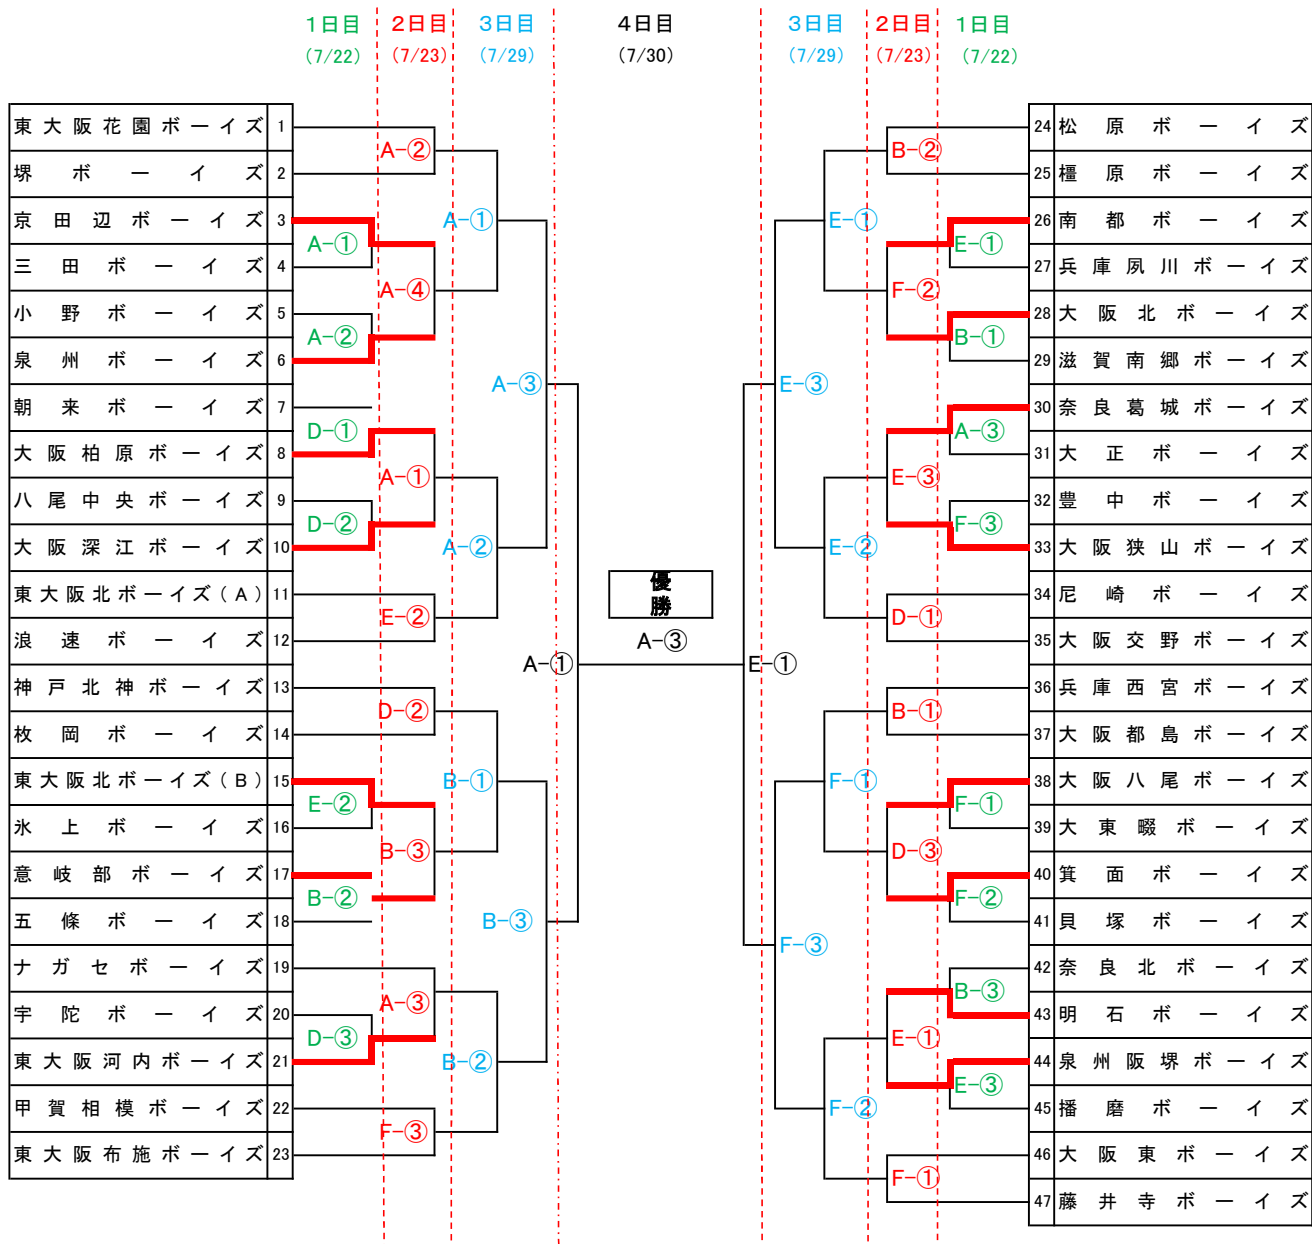 1日目 2日目 3日目 4日目 3日目 2日目 1日目
(7/22) (7/23) (7/29) (7/30) (7/29) (7/23) (7/22)
東大阪花園ボーイズ 1
堺ボーイズ 2
京田辺ボーイズ 3
三田ボーイズ 4
小野ボーイズ 5
泉州ボーイズ 6
朝来ボーイズ 7
大阪柏原ボーイズ 8
八尾中央ボーイズ 9
大阪深江ボーイズ 10
東大阪北ボーイズ(A) 11
浪速ボーイズ 12
神戸北神ボーイズ 13
枚岡ボーイズ 14
東大阪北ボーイズ(B) 15
氷上ボーイズ 16
意岐部ボーイズ 17
五條ボーイズ 18
ナガセボーイズ 19
宇陀ボーイズ 20
東大阪河内ボーイズ 21
甲賀相模ボーイズ 22
東大阪布施ボーイズ 23
A-①
A-②
D-①
D-②
E-②
B-②
D-③
A-②
A-④
A-①
E-②
D-②
B-③
A-③
F-③
A-①
A-②
B-①
B-②
A-③
B-③
A-①
優
勝
A-③
E-①
E-③
F-③
E-①
E-②
F-①
F-②
B-②
F-②
E-③
D-①
B-①
D-③
E-①
F-①
E-①
B-①
A-③
F-③
F-①
F-②
B-③
E-③
24 松原ボーイズ
25 橿原ボーイズ
26 南都ボーイズ
27 兵庫夙川ボーイズ
28 大阪北ボーイズ
29 滋賀南郷ボーイズ
30 奈良葛城ボーイズ
31 大正ボーイズ
32 豊中ボーイズ
33 大阪狭山ボーイズ
34 尼崎ボーイズ
35 大阪交野ボーイズ
36 兵庫西宮ボーイズ
37 大阪都島ボーイズ
38 大阪八尾ボーイズ
39 大東畷ボーイズ
40 箕面ボーイズ
41 貝塚ボーイズ
42 奈良北ボーイズ
43 明石ボーイズ
44 泉州阪堺ボーイズ
45 播磨ボーイズ
46 大阪東ボーイズ
47 藤井寺ボーイズ